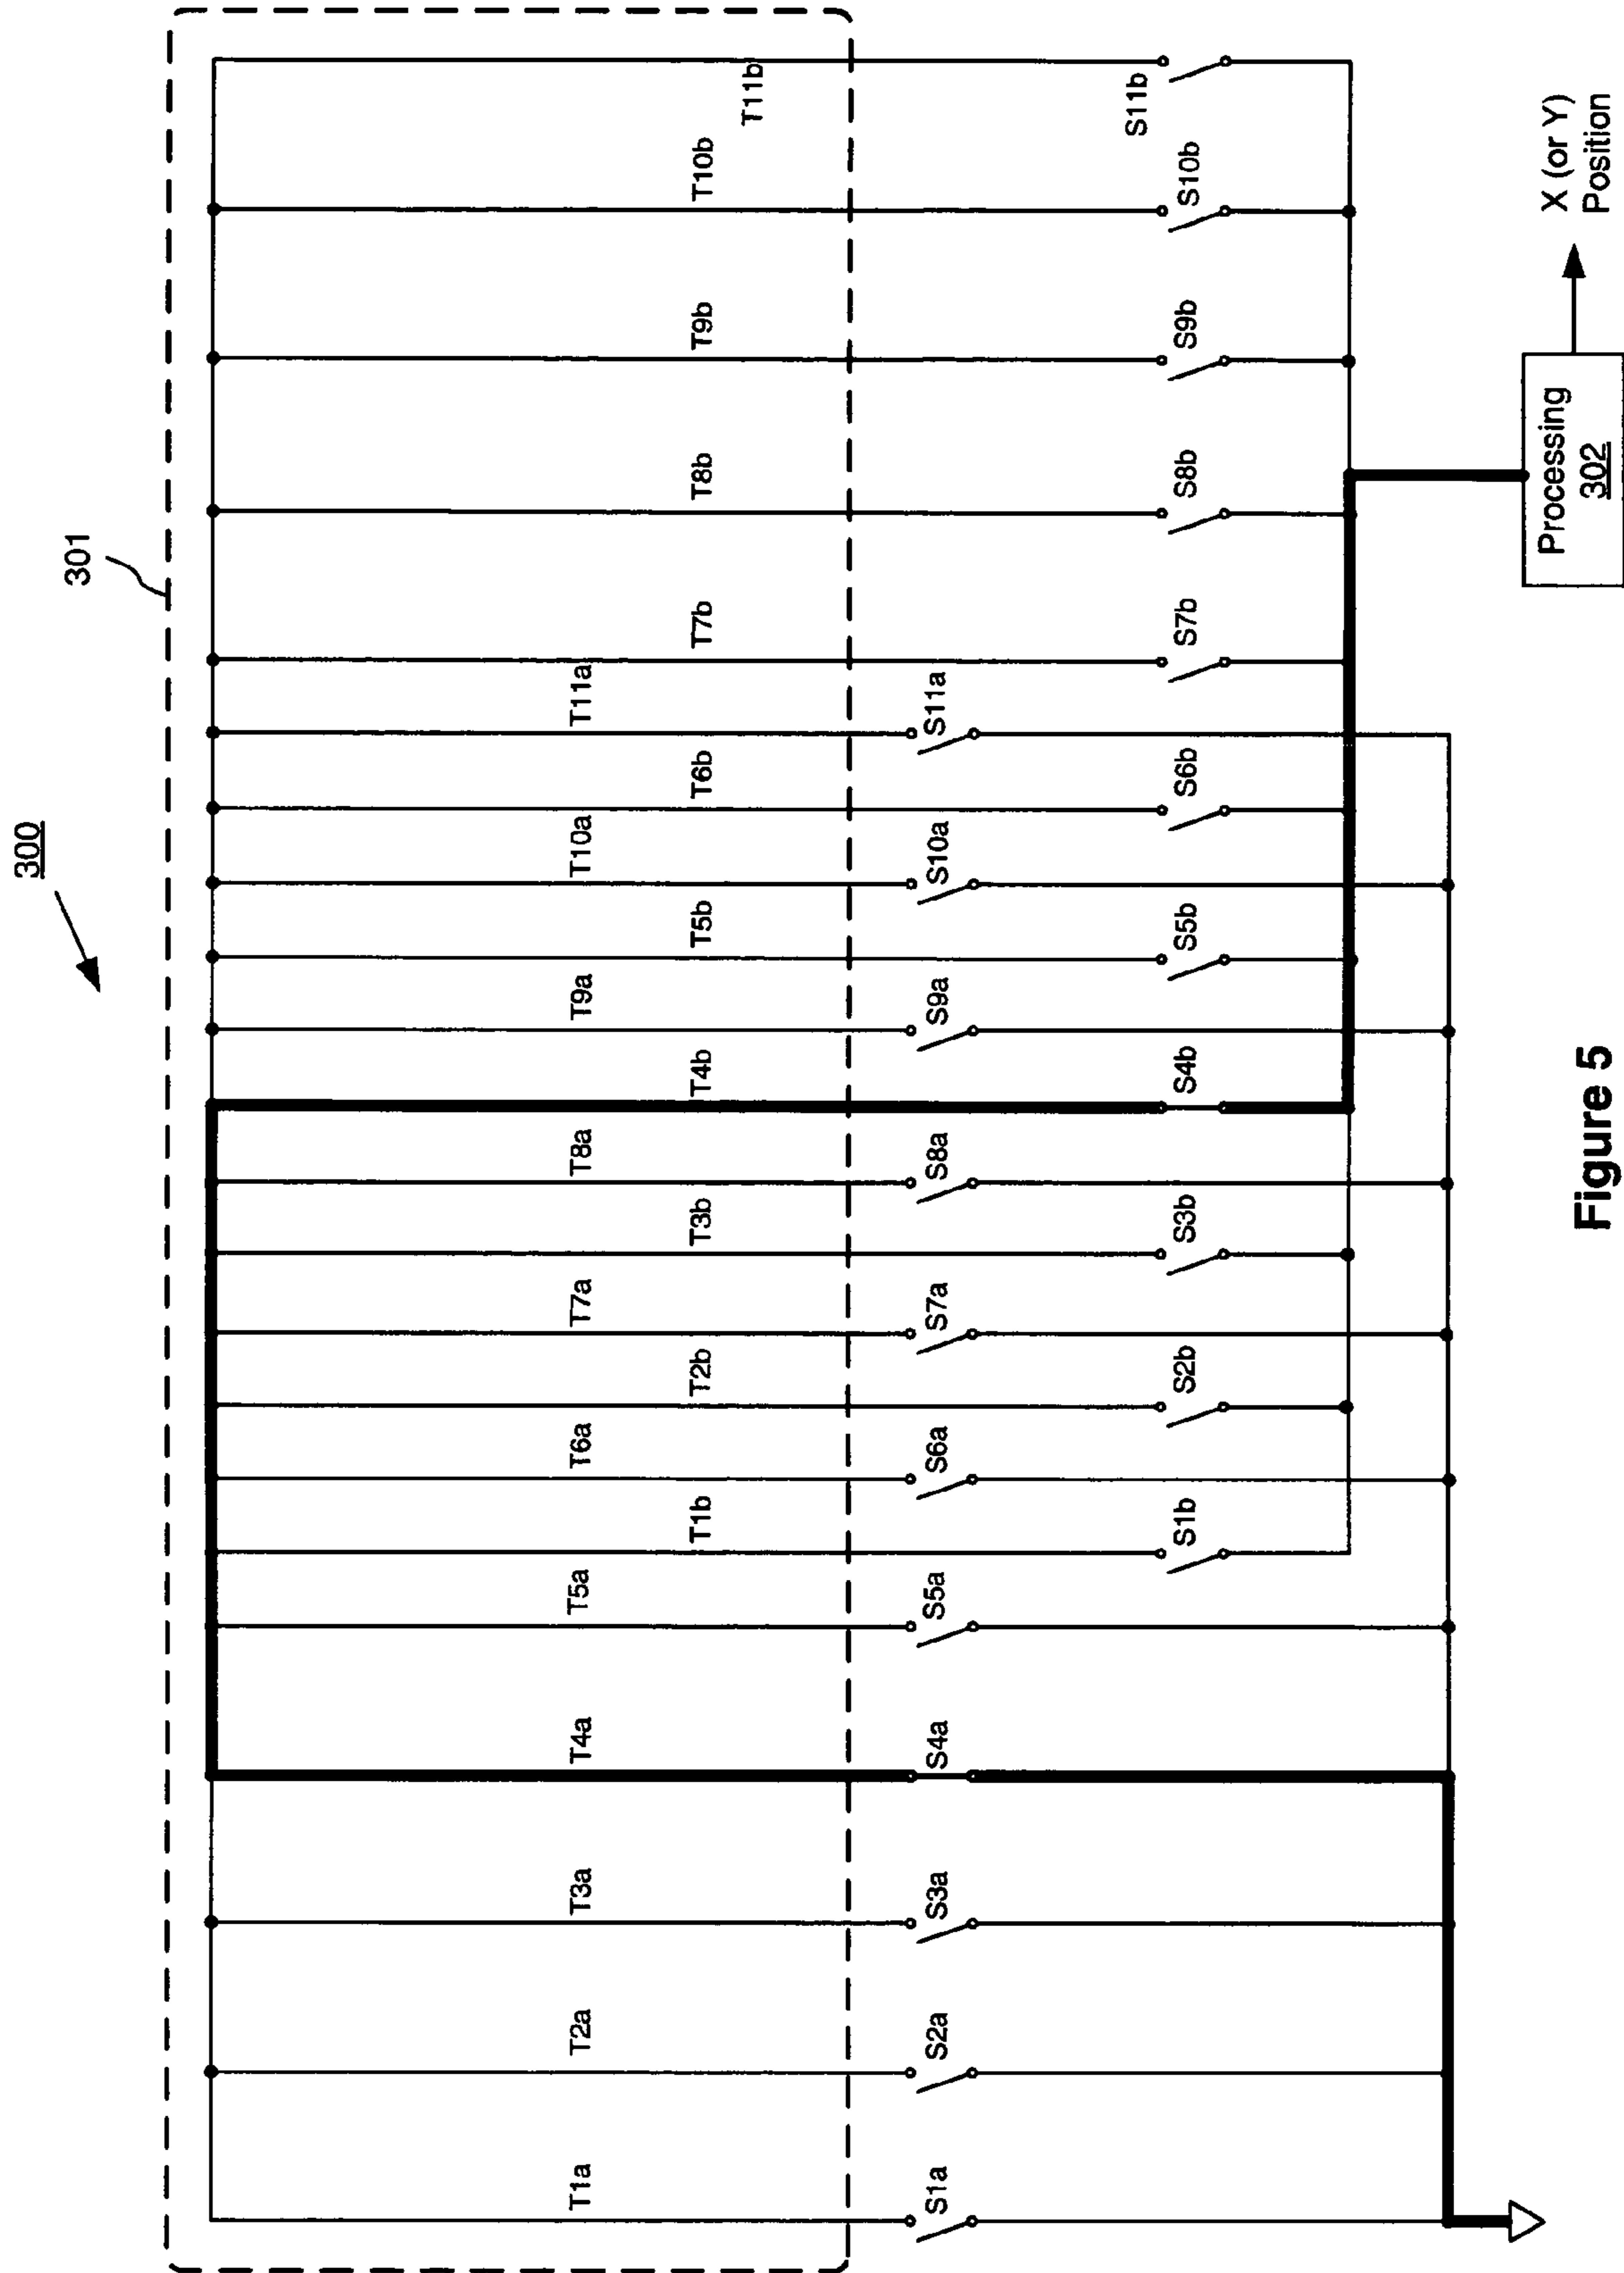 300
301
T1a
T2a
T3a
T4a
T5a
T1b
T6a
T2b
T7a
T3b
T8a
T4b
T9a
T5b
T10a
T6b
T11a
T7b
T8b
T9b
T10b
T11b
S1a
S2a
S3a
S4a
S5a
S6a
S7a
S8a
S9a
S10a
S11a
S1b
S2b
S3b
S4b
S5b
S6b
S7b
S8b
S9b
S10b
S11b
Processing
302
X (or Y)
Position
Figure 5